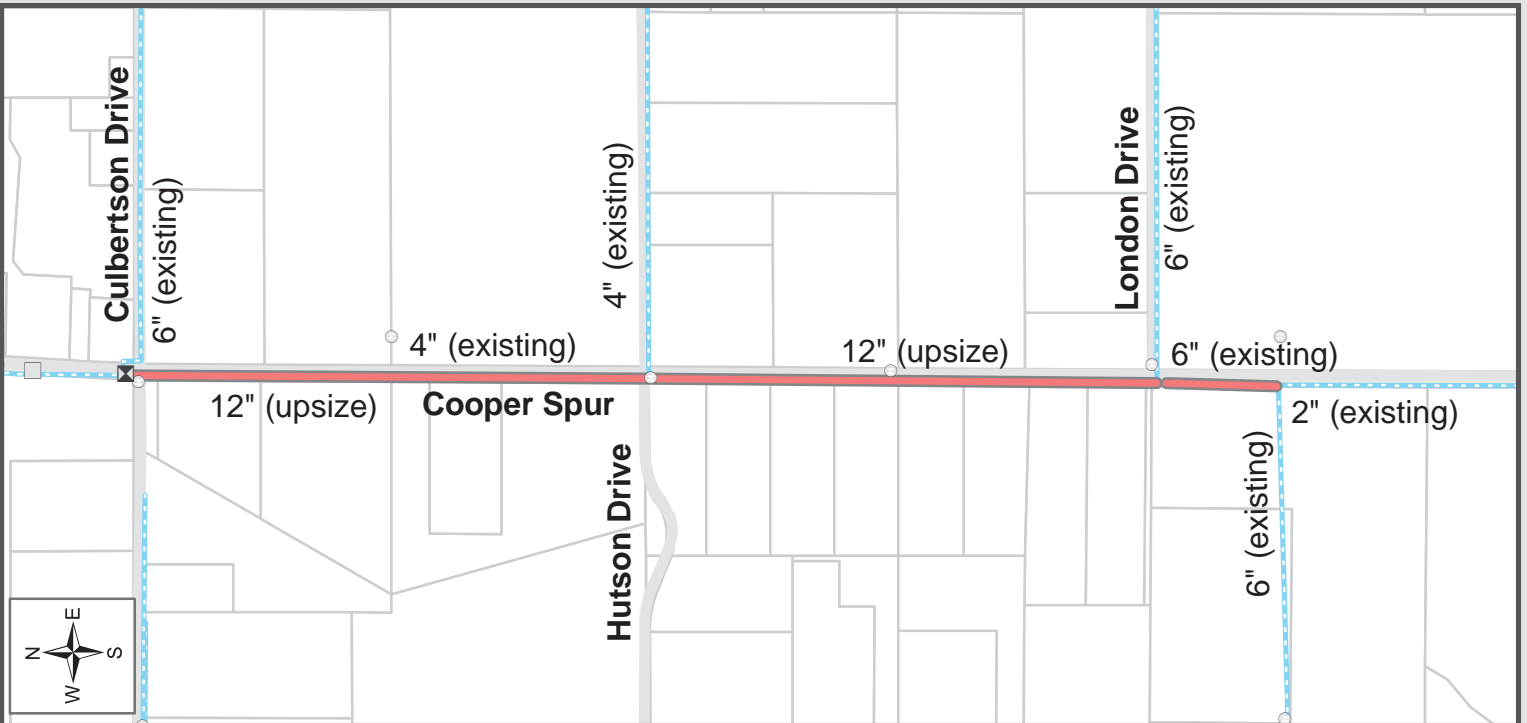 Culbertson Drive
6" (existing)
4" (existing)
12" (upsize)
Cooper Spur
4" (existing)
Hutson Drive
12" (upsize)
London Drive
6" (existing)
6" (existing)
2" (existing)
6" (existing)
N
E
S
W